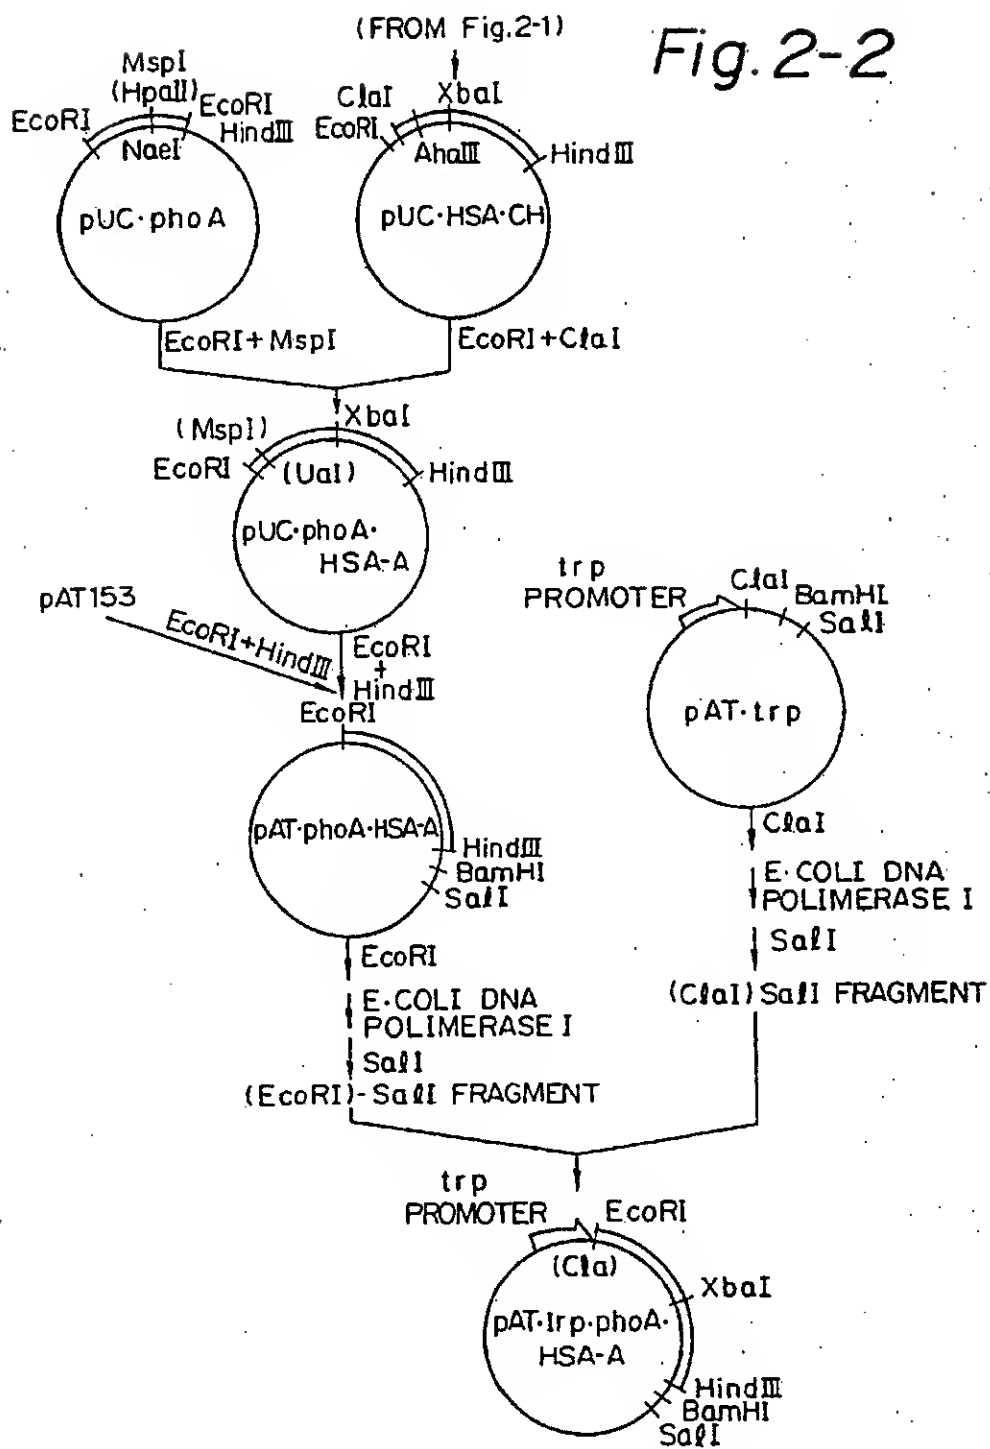 (FROM Fig.2-1)
Fig. 2-2
MspI
(HpaII)
EcoRI
EcoRI
HindIII
NaeI
pUC·phoA
ClaI
XbaI
EcoRI
AhaIII
HindIII
pUC·HSA·CH
EcoRI+MspI
EcoRI+ClaI
XbaI
(MspI)
EcoRI
(UaI)
HindIII
pUC·phoA·
HSA-A
pAT153
EcoRI+HindIII
EcoRI
+
HindIII
EcoRI
pAT·phoA·HSA-A
HindIII
BamHI
SalI
EcoRI
E·COLI DNA
POLIMERASE I
SalI
(EcoRI)-SalI FRAGMENT
trp
PROMOTER
ClaI
BamHI
SalI
pAT·trp
ClaI
E·COLI DNA
POLIMERASE I
SalI
(ClaI) SalI FRAGMENT
trp
PROMOTER
EcoRI
(Cla)
XbaI
pAT·trp·phoA·
HSA-A
HindIII
BamHI
SalI